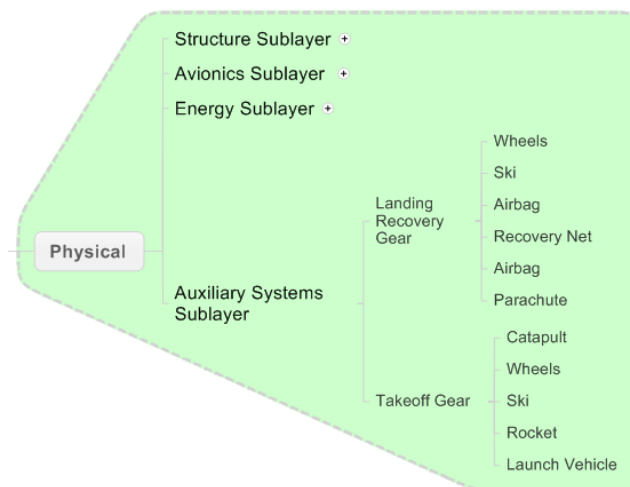 Structure Sublayer
Avionics Sublayer
Energy Sublayer
Physical
Auxiliary Systems
Sublayer
Landing
Recovery
Gear
Wheels
Ski
Airbag
Recovery Net
Airbag
Parachute
Takeoff Gear
Catapult
Wheels
Ski
Rocket
Launch Vehicle